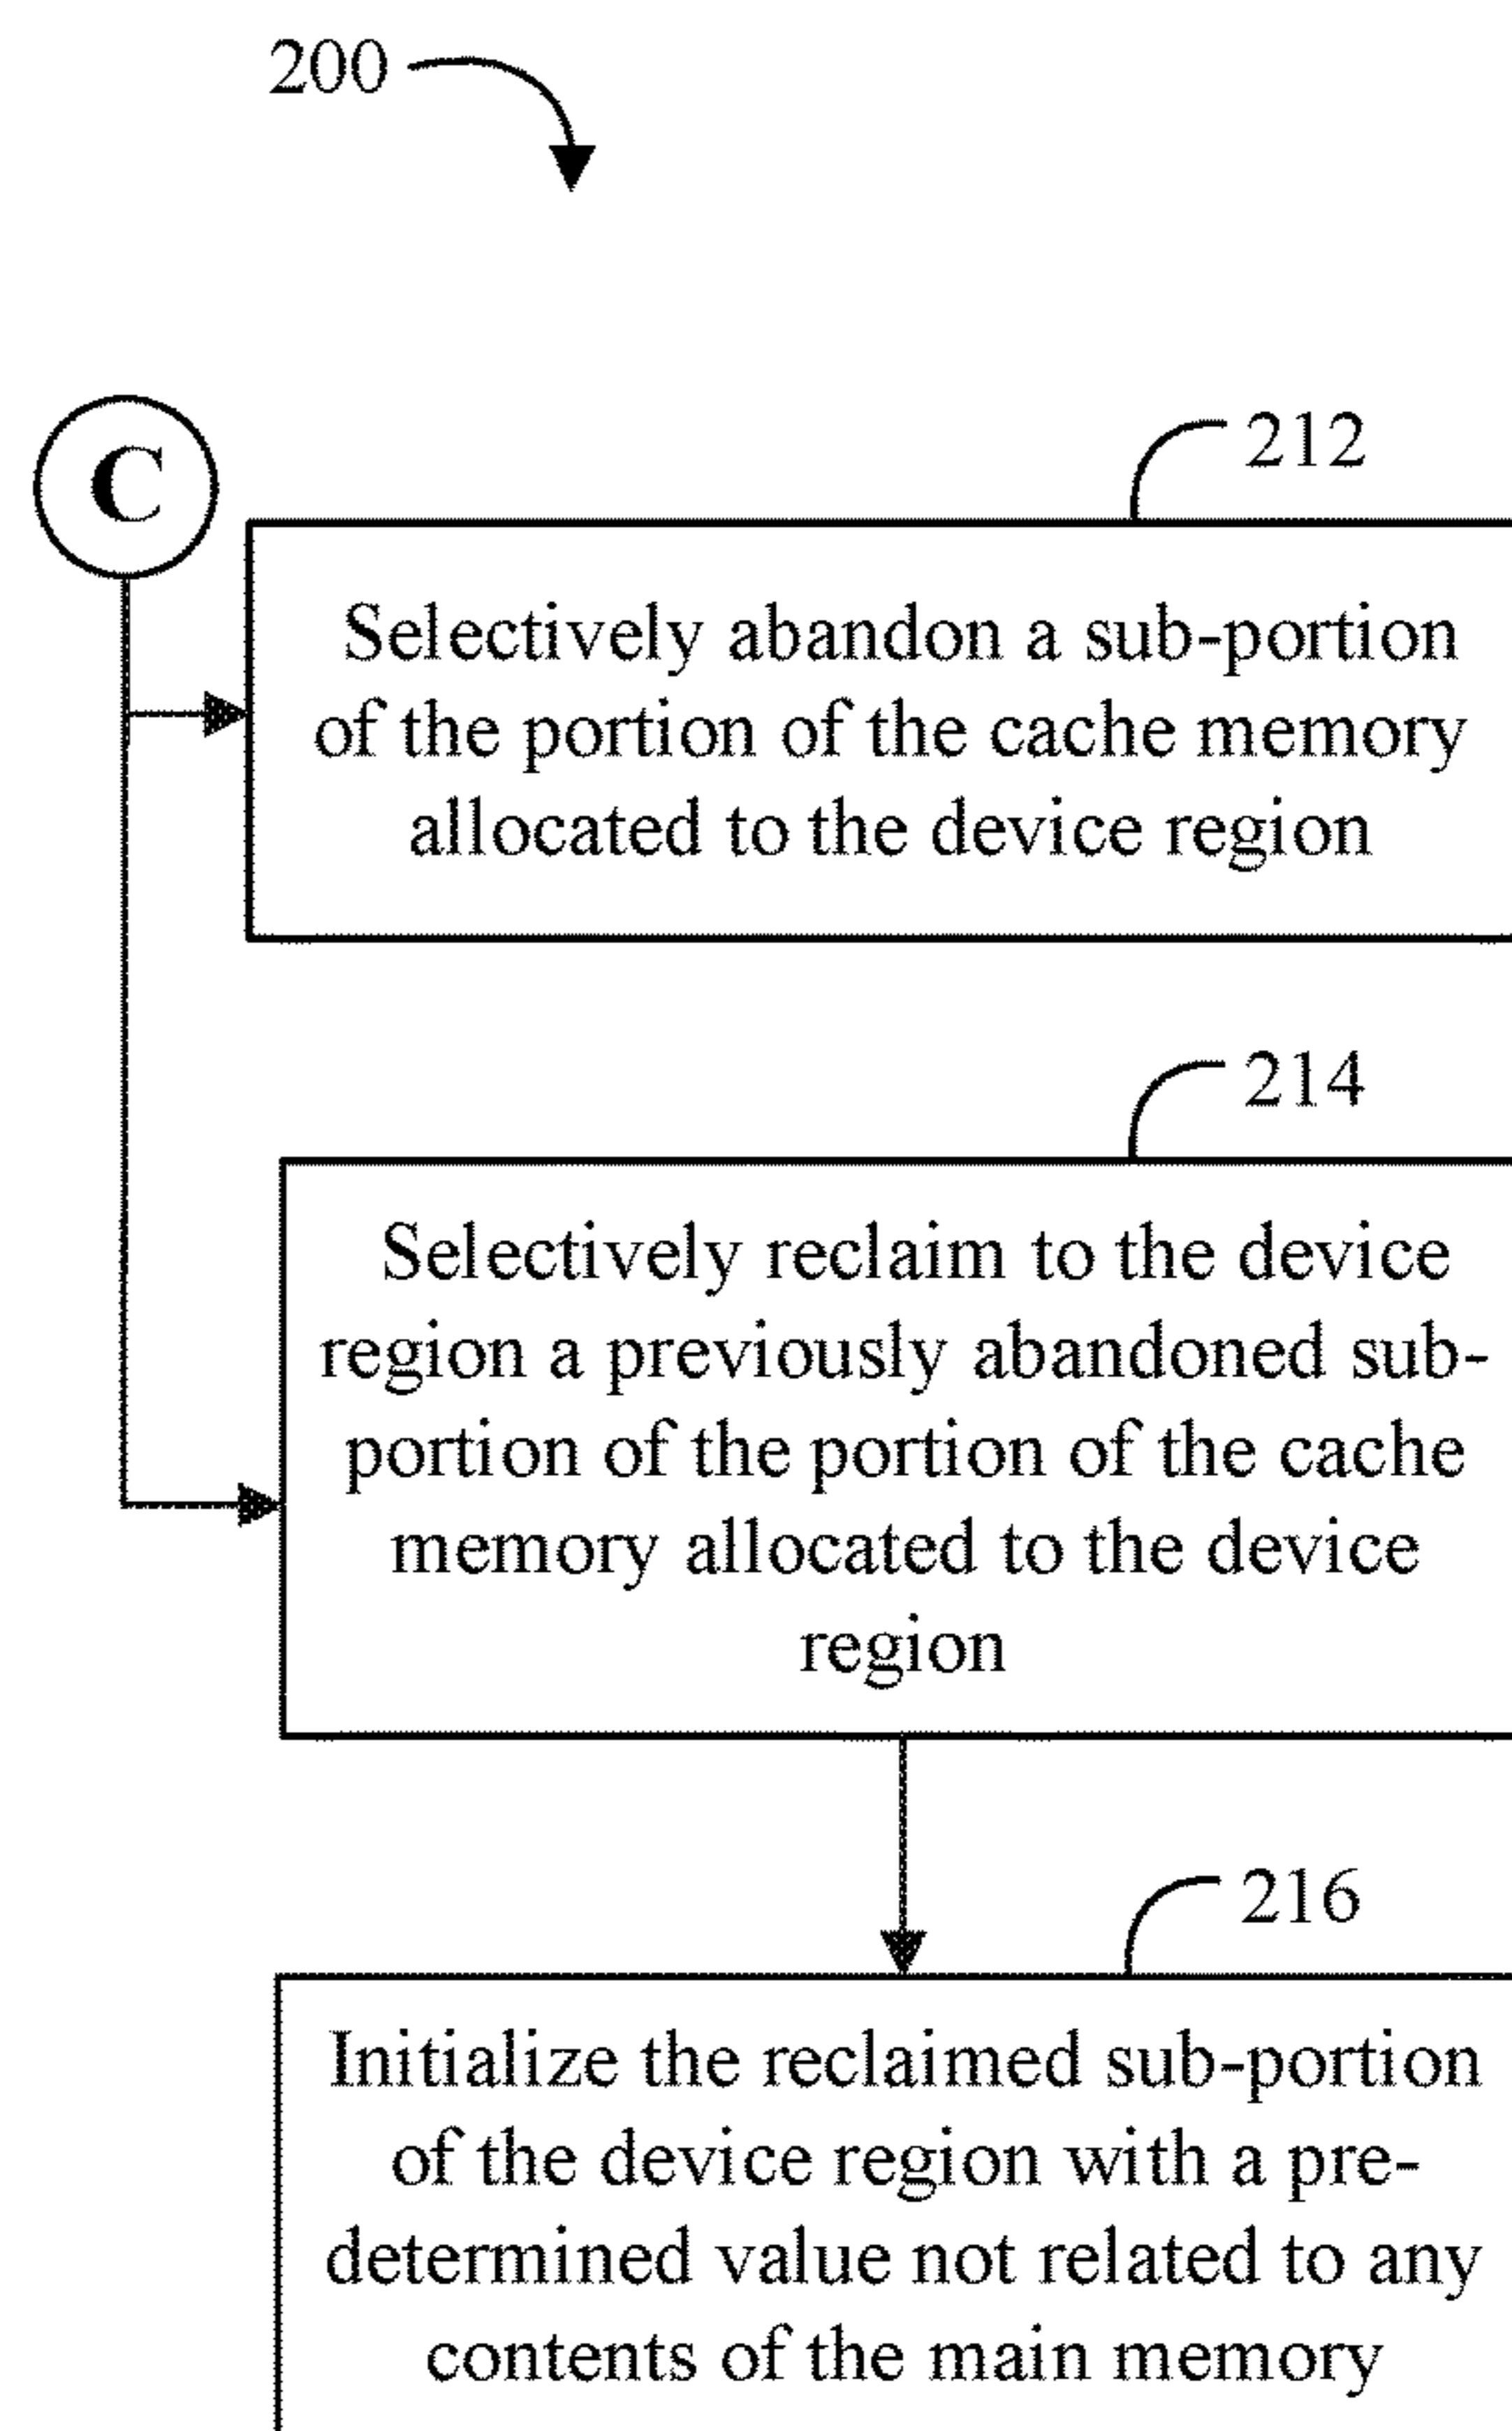 200
C
212
Selectively abandon a sub-portion
of the portion of the cache memory
allocated to the device region
214
Selectively reclaim to the device
region a previously abandoned sub-
portion of the portion of the cache
memory allocated to the device
region
216
Initialize the reclaimed sub-portion
of the device region with a pre-
determined value not related to any
contents of the main memory